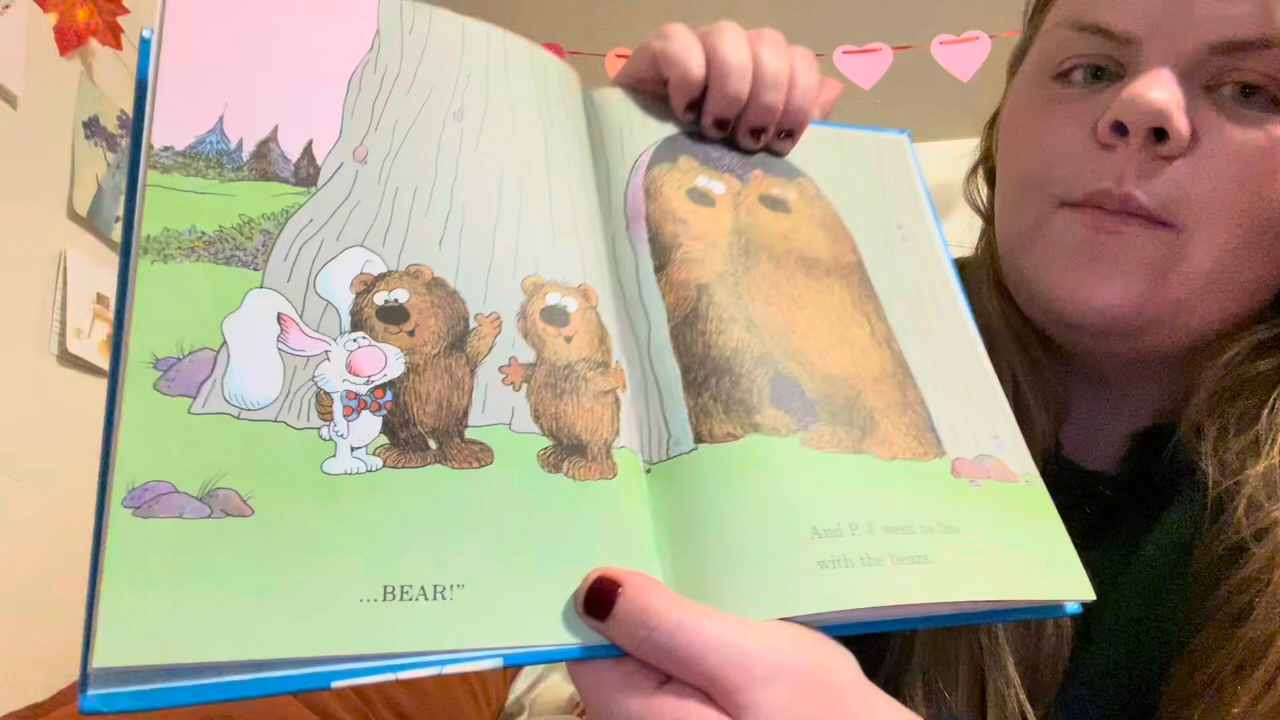 ...BEAR!”
And P. J. went to live
with the bears.